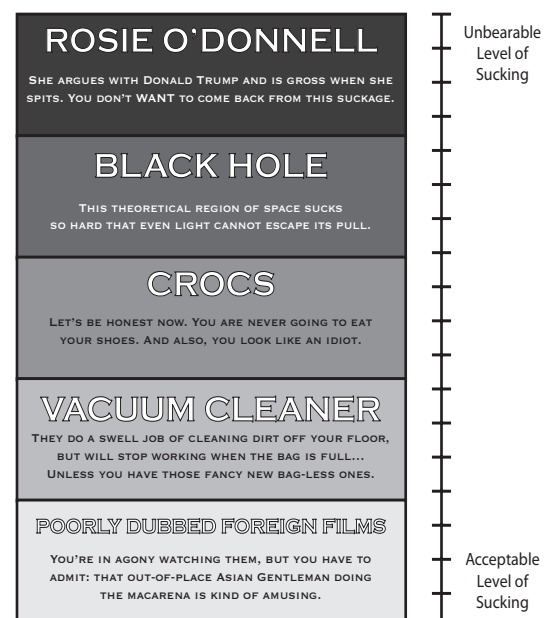 ROSIE O'DONNELL
SHE ARGUES WITH DONALD TRUMP AND IS GROSS WHEN SHE
SPITS. YOU DON'T WANT TO COME BACK FROM THIS SUCKAGE.
BLACK HOLE
THIS THEORETICAL REGION OF SPACE SUCKS
SO HARD THAT EVEN LIGHT CANNOT ESCAPE ITS PULL.
CROCS
LET'S BE HONEST NOW. YOU ARE NEVER GOING TO EAT
YOUR SHOES. AND ALSO, YOU LOOK LIKE AN IDIOT.
VACUUM CLEANER
THEY DO A SWELL JOB OF CLEANING DIRT OFF YOUR FLOOR,
BUT WILL STOP WORKING WHEN THE BAG IS FULL...
UNLESS YOU HAVE THOSE FANCY NEW BAG-LESS ONES.
POORLY DUBBED FOREIGN FILMS
YOU'RE IN AGONY WATCHING THEM, BUT YOU HAVE TO
ADMIT: THAT OUT-OF-PLACE ASIAN GENTLEMAN DOING
THE MACARENA IS KIND OF AMUSING.
Unbearable
Level of
Sucking
Acceptable
Level of
Sucking